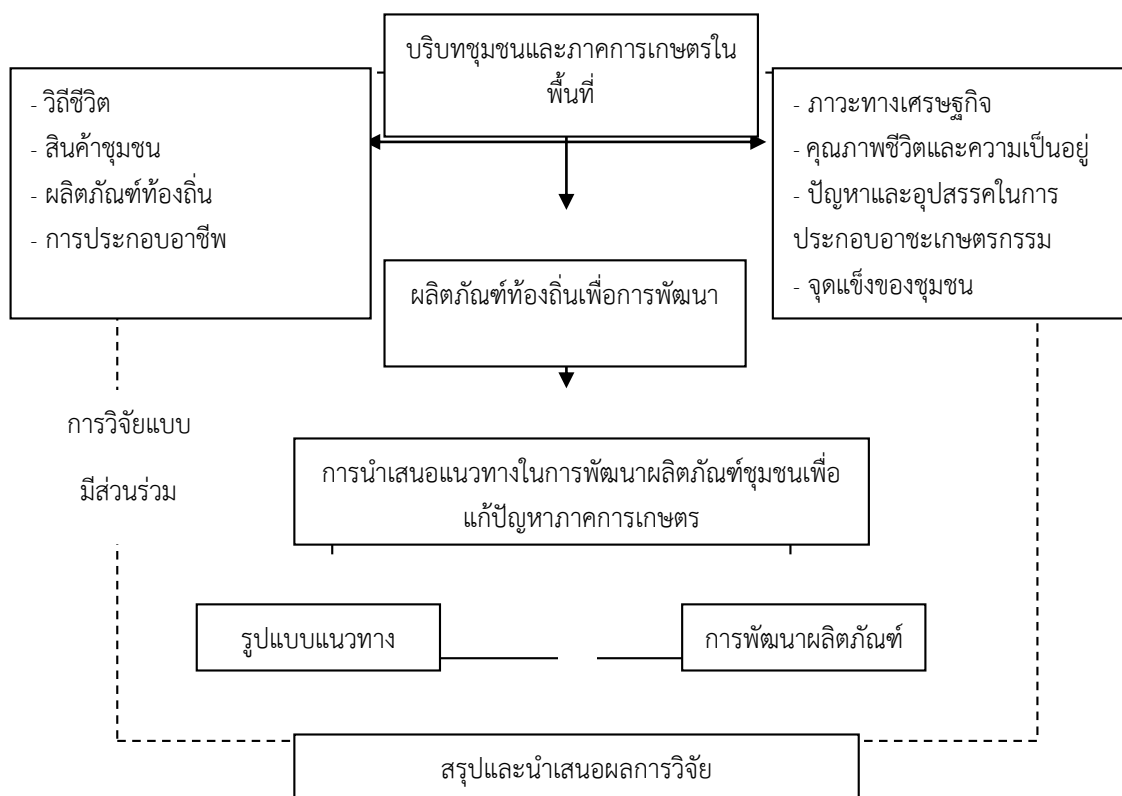 บริบทชุมชนและภาคการเกษตรใน
พื้นที่
- วิถีชีวิต
- สินค้าชุมชน
- ผลิตภัณฑ์ท้องถิ่น
- การประกอบอาชีพ
- ภาวะทางเศรษฐกิจ
- คุณภาพชีวิตและความเป็นอยู่
- ปัญหาและอุปสรรคในการ
ประกอบอาชะเกษตรกรรม
- จุดแข็งของชุมชน
ผลิตภัณฑ์ท้องถิ่นเพื่อการพัฒนา
การวิจัยแบบ
มีส่วนร่วม
การนำเสนอแนวทางในการพัฒนาผลิตภัณฑ์ชุมชนเพื่อ
แก้ปัญหาภาคการเกษตร
รูปแบบแนวทาง
การพัฒนาผลิตภัณฑ์
สรุปและนำเสนอผลการวิจัย